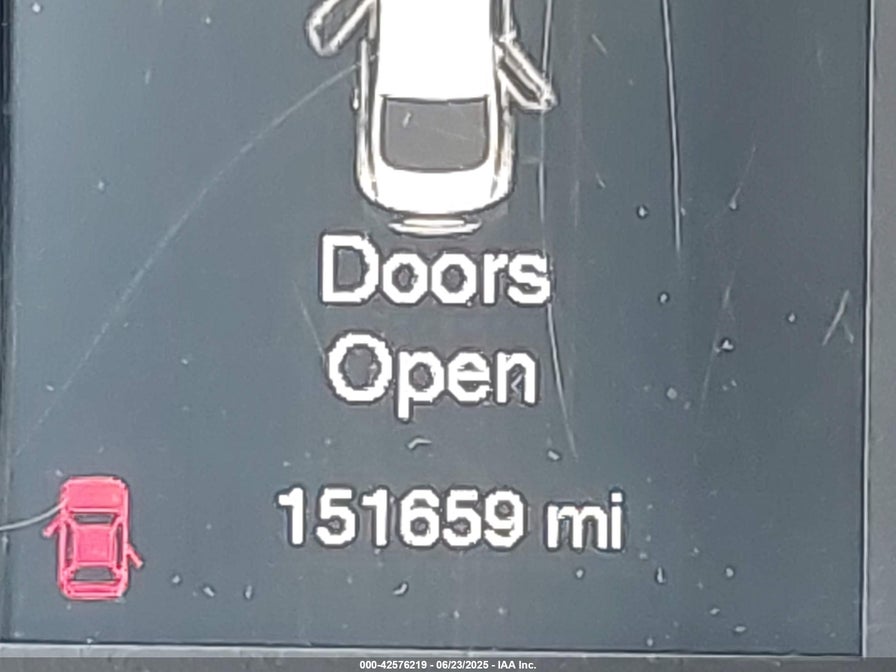 Doors
Open
151659 mi
000-42576219 - 06/23/2025 - IAA Inc.